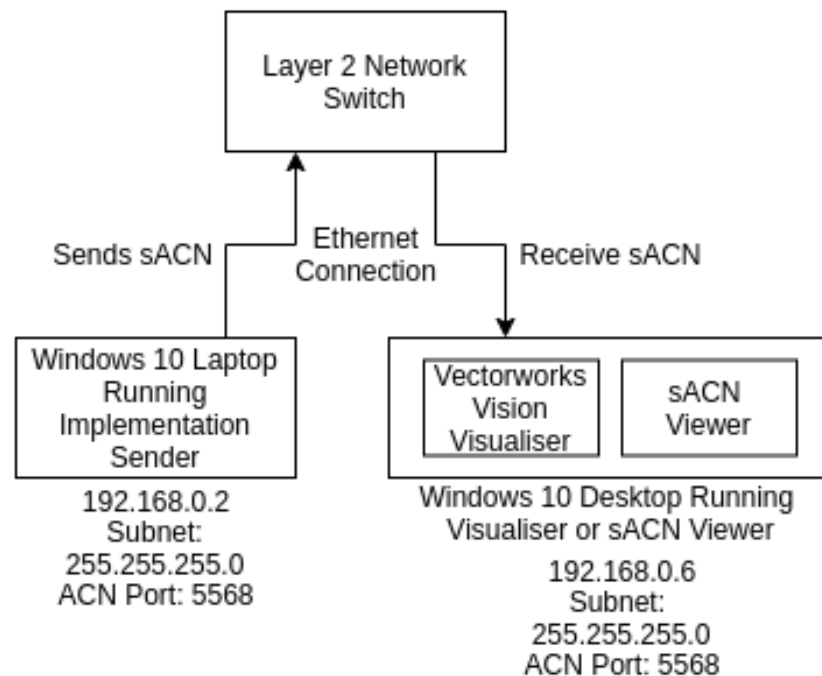 Layer 2 Network
Switch
Sends sACN
Ethernet
Connection
Receive sACN
Windows 10 Laptop
Running
Implementation
Sender
192.168.0.2
Subnet:
255.255.255.0
ACN Port: 5568
Vectorworks
Vision
Visualiser
sACN
Viewer
Windows 10 Desktop Running
Visualiser or sACN Viewer
192.168.0.6
Subnet:
255.255.255.0
ACN Port: 5568